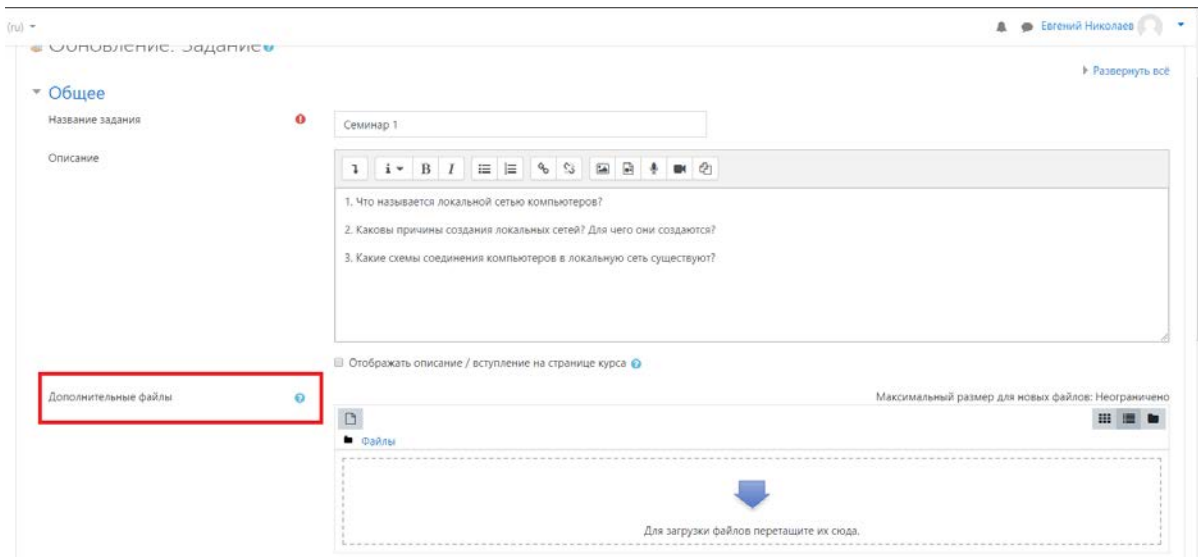 (ru)
Евгений Николаев
Обновление: Задание
Развернуть всё
Общее
Название задания
Семинар 1
Описание
B I
1. Что называется локальной сетью компьютеров?
2. Каковы причины создания локальных сетей? Для чего они создаются?
3. Какие схемы соединения компьютеров в локальную сеть существуют?
Отображать описание / вступление на странице курса
Дополнительные файлы
Максимальный размер для новых файлов: Неограничено
Файлы
Для загрузки файлов перетащите их сюда.